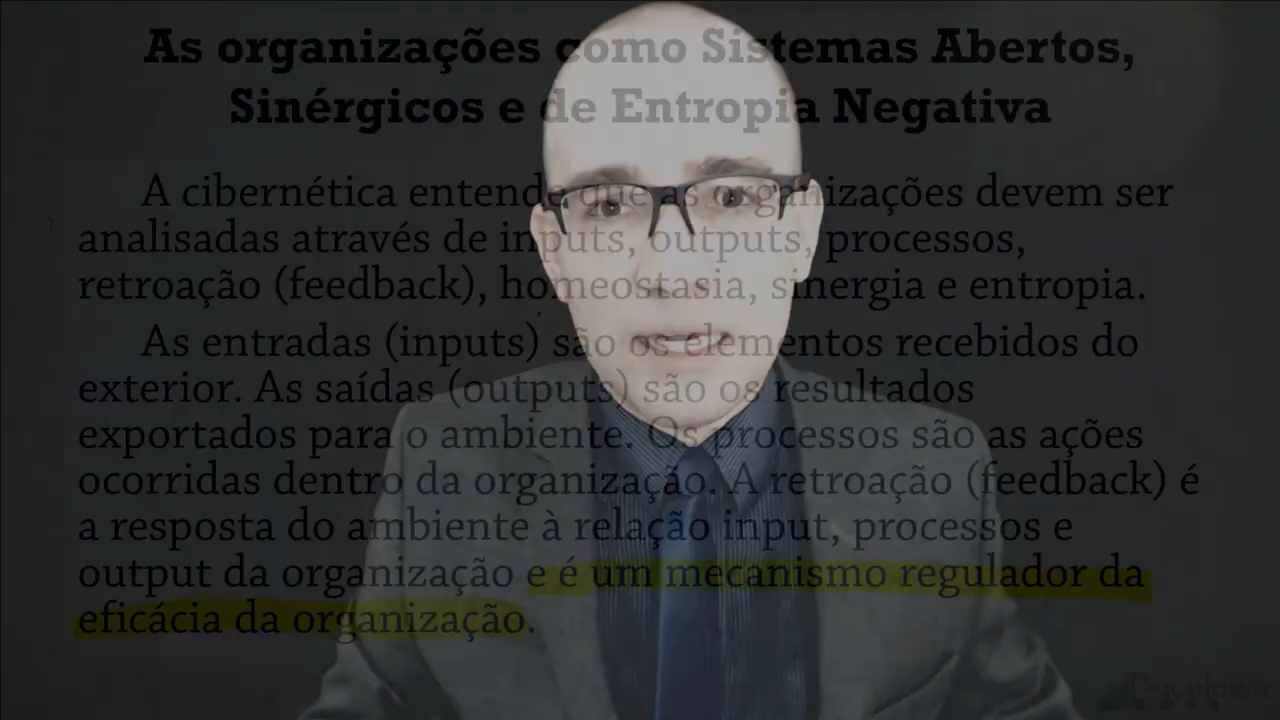 As organizações como Sistemas Abertos,
Sinérgicos e de Entropia Negativa
A cibernética entende que as organizações devem ser
analisadas através de inputs, outputs, processos,
retroação (feedback), homeostasia, sinergia e entropia.
As entradas (inputs) são os elementos recebidos do
exterior. As saídas (outputs) são os resultados
exportados para o ambiente. Os processos são as ações
ocorridas dentro da organização. A retroação (feedback) é
a resposta do ambiente à relação input, processos e
output da organização e é um mecanismo regulador da
eficácia da organização.